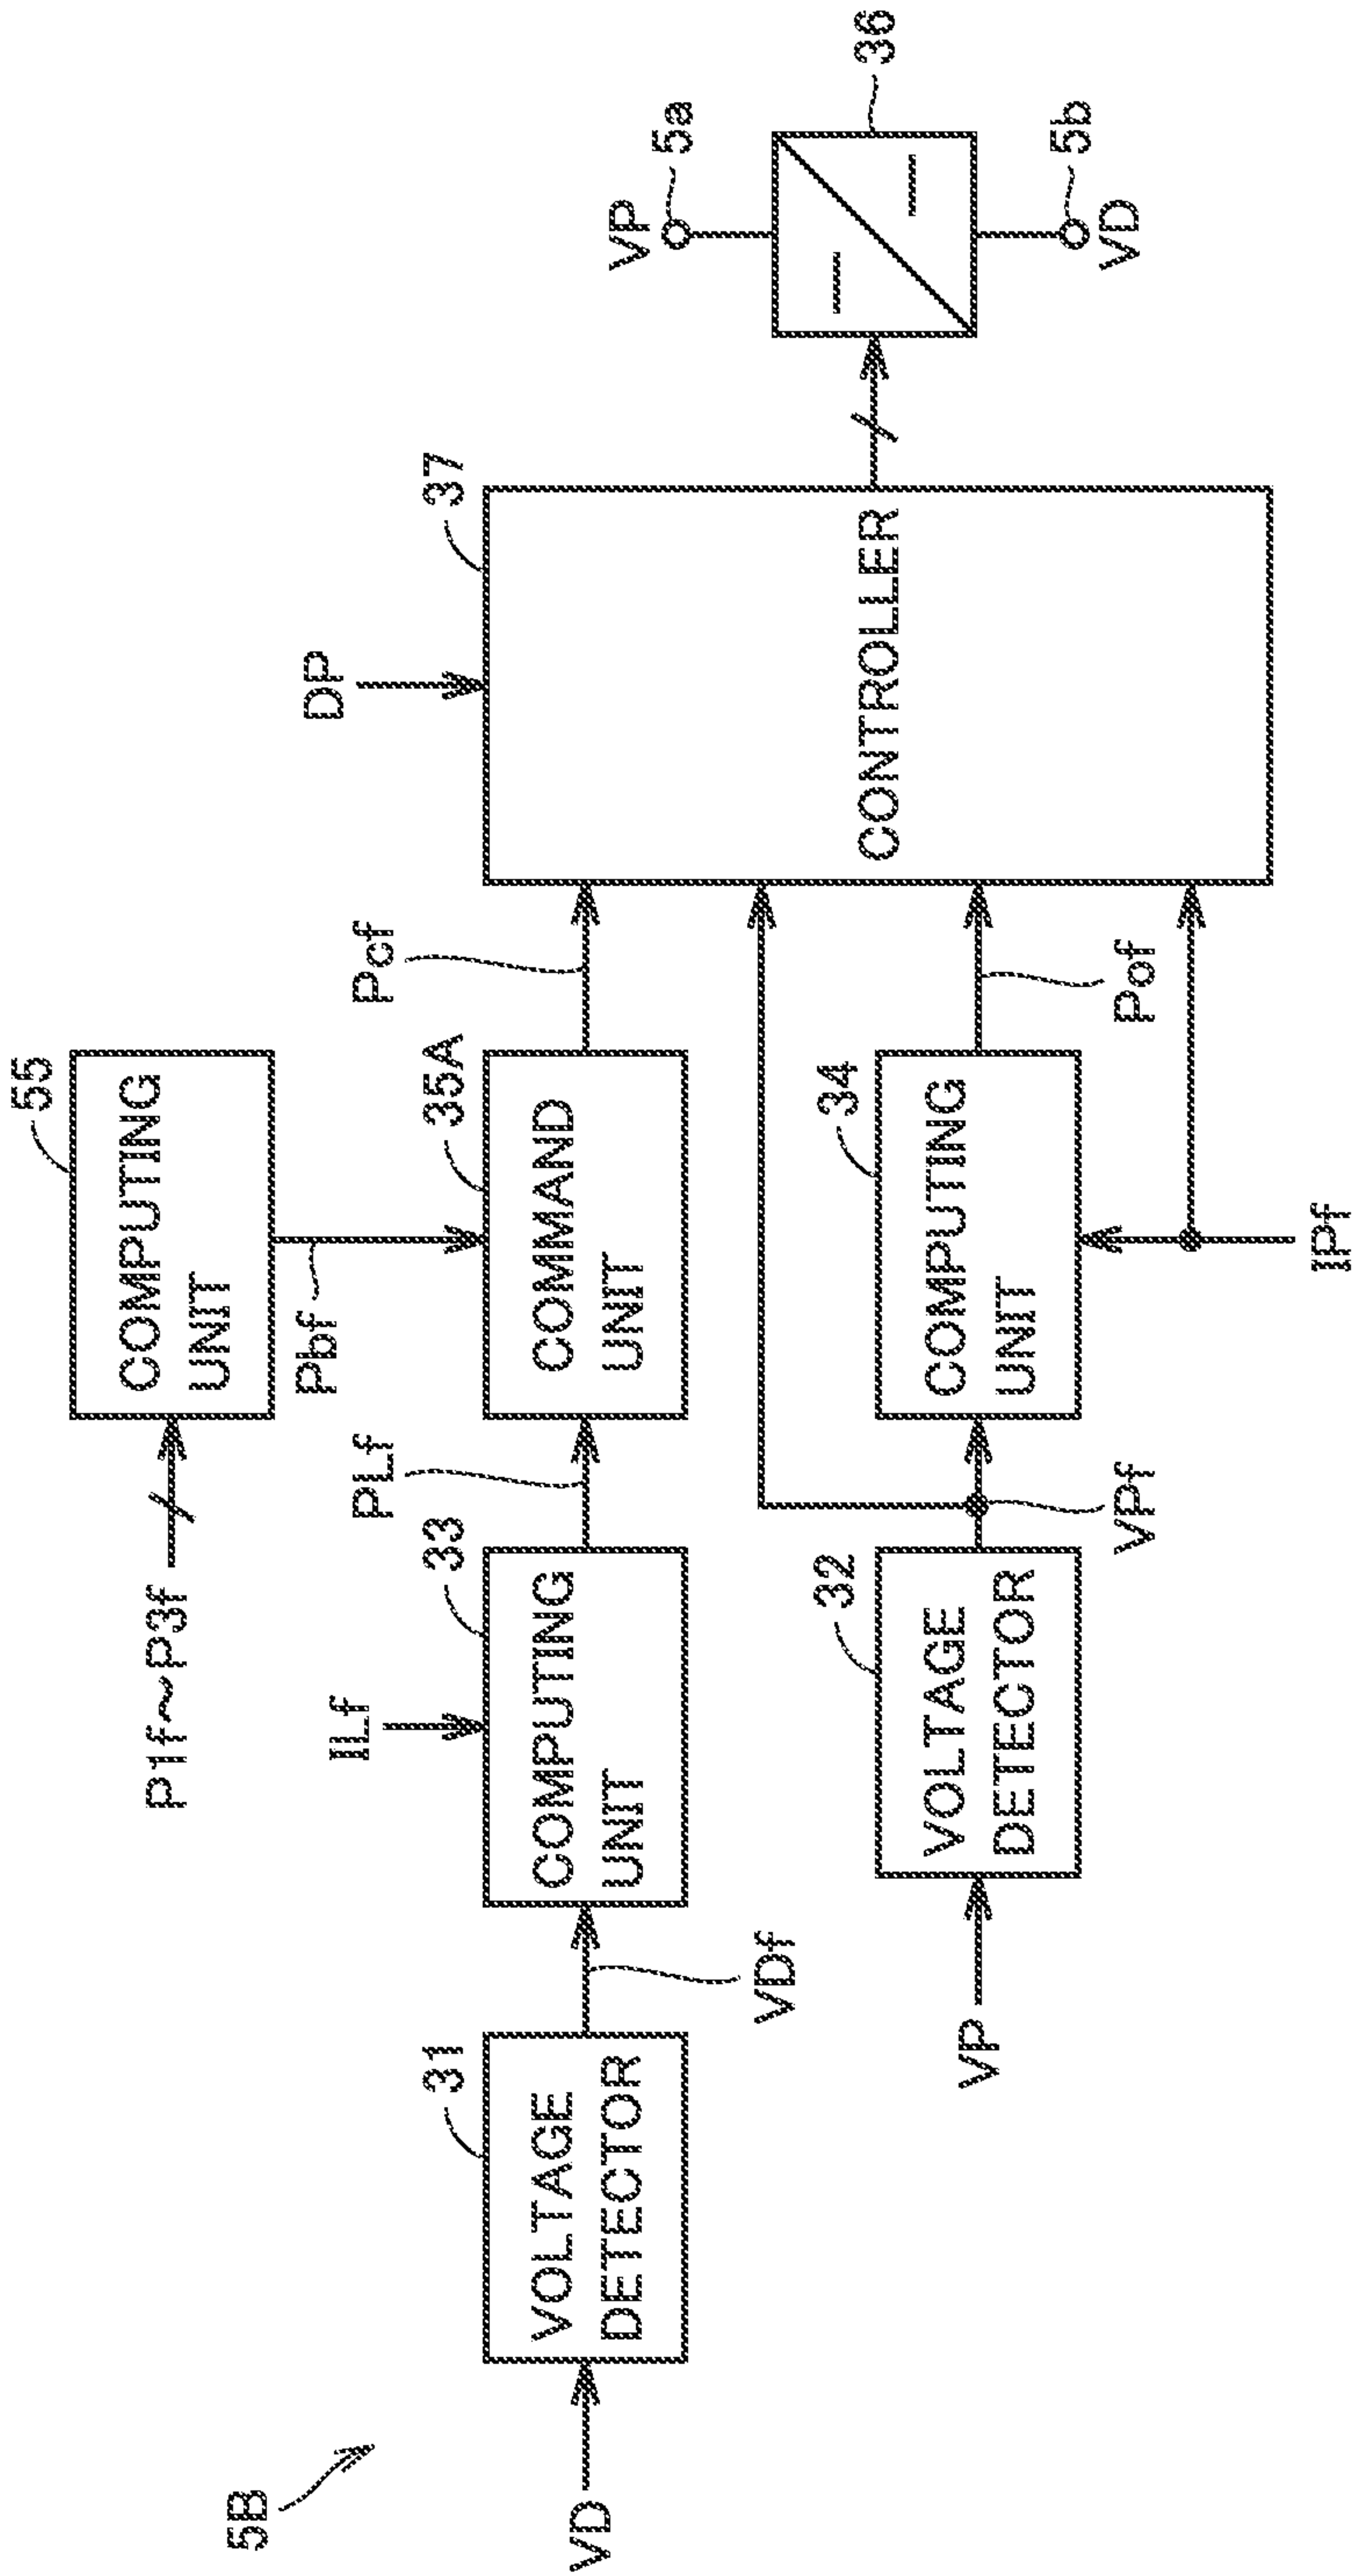 5B
P1f~P3f
COMPUTING
UNIT
55
Pbf
VD
VOLTAGE
DETECTOR
31
VDf
ILf
COMPUTING
UNIT
33
PLf
COMMAND
UNIT
35A
Pcf
DP
CONTROLLER
37
VP
VOLTAGE
DETECTOR
32
VPf
COMPUTING
UNIT
34
Pof
IPf
VP
5a
36
VD
5b